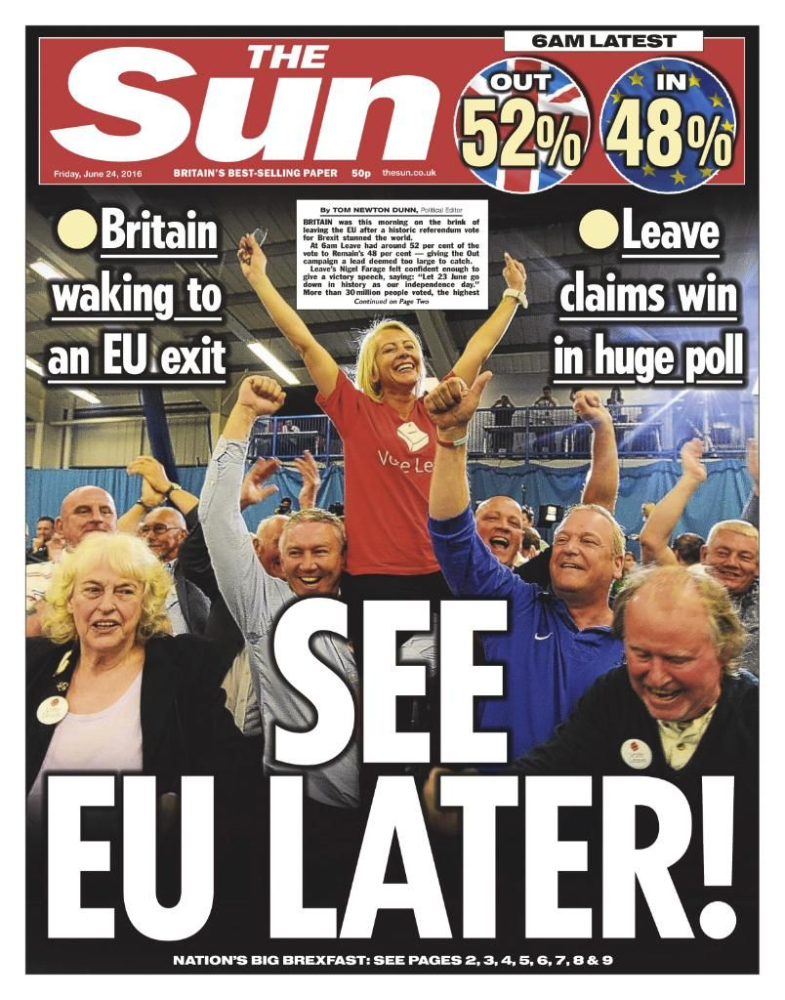 6AM LATEST
THE
Sun
OUT
52%
IN
48%
Friday, June 24, 2016
BRITAIN'S BEST-SELLING PAPER 50p thesun.co.uk
Britain
waking to
an EU exit
By TOM NEWTON DUNN, Political Editor
BRITAIN was this morning on the brink of
leaving the EU after a historic referendum vote
for Brexit stunned the world.
At 6am Leave had around 52 per cent of the
vote to Remain's 48 per cent — giving the Out
campaign a lead deemed too large to catch.
Leave's Nigel Farage felt confident enough to
give a victory speech, saying: "Let 23 June go
down in history as our independence day."
More than 30million people voted, the highest
Continued on Page Two
Leave
claims win
in huge poll
Vote Le
SEE
EU LATER!
NATION'S BIG BREXFAST: SEE PAGES 2, 3, 4, 5, 6, 7, 8 & 9